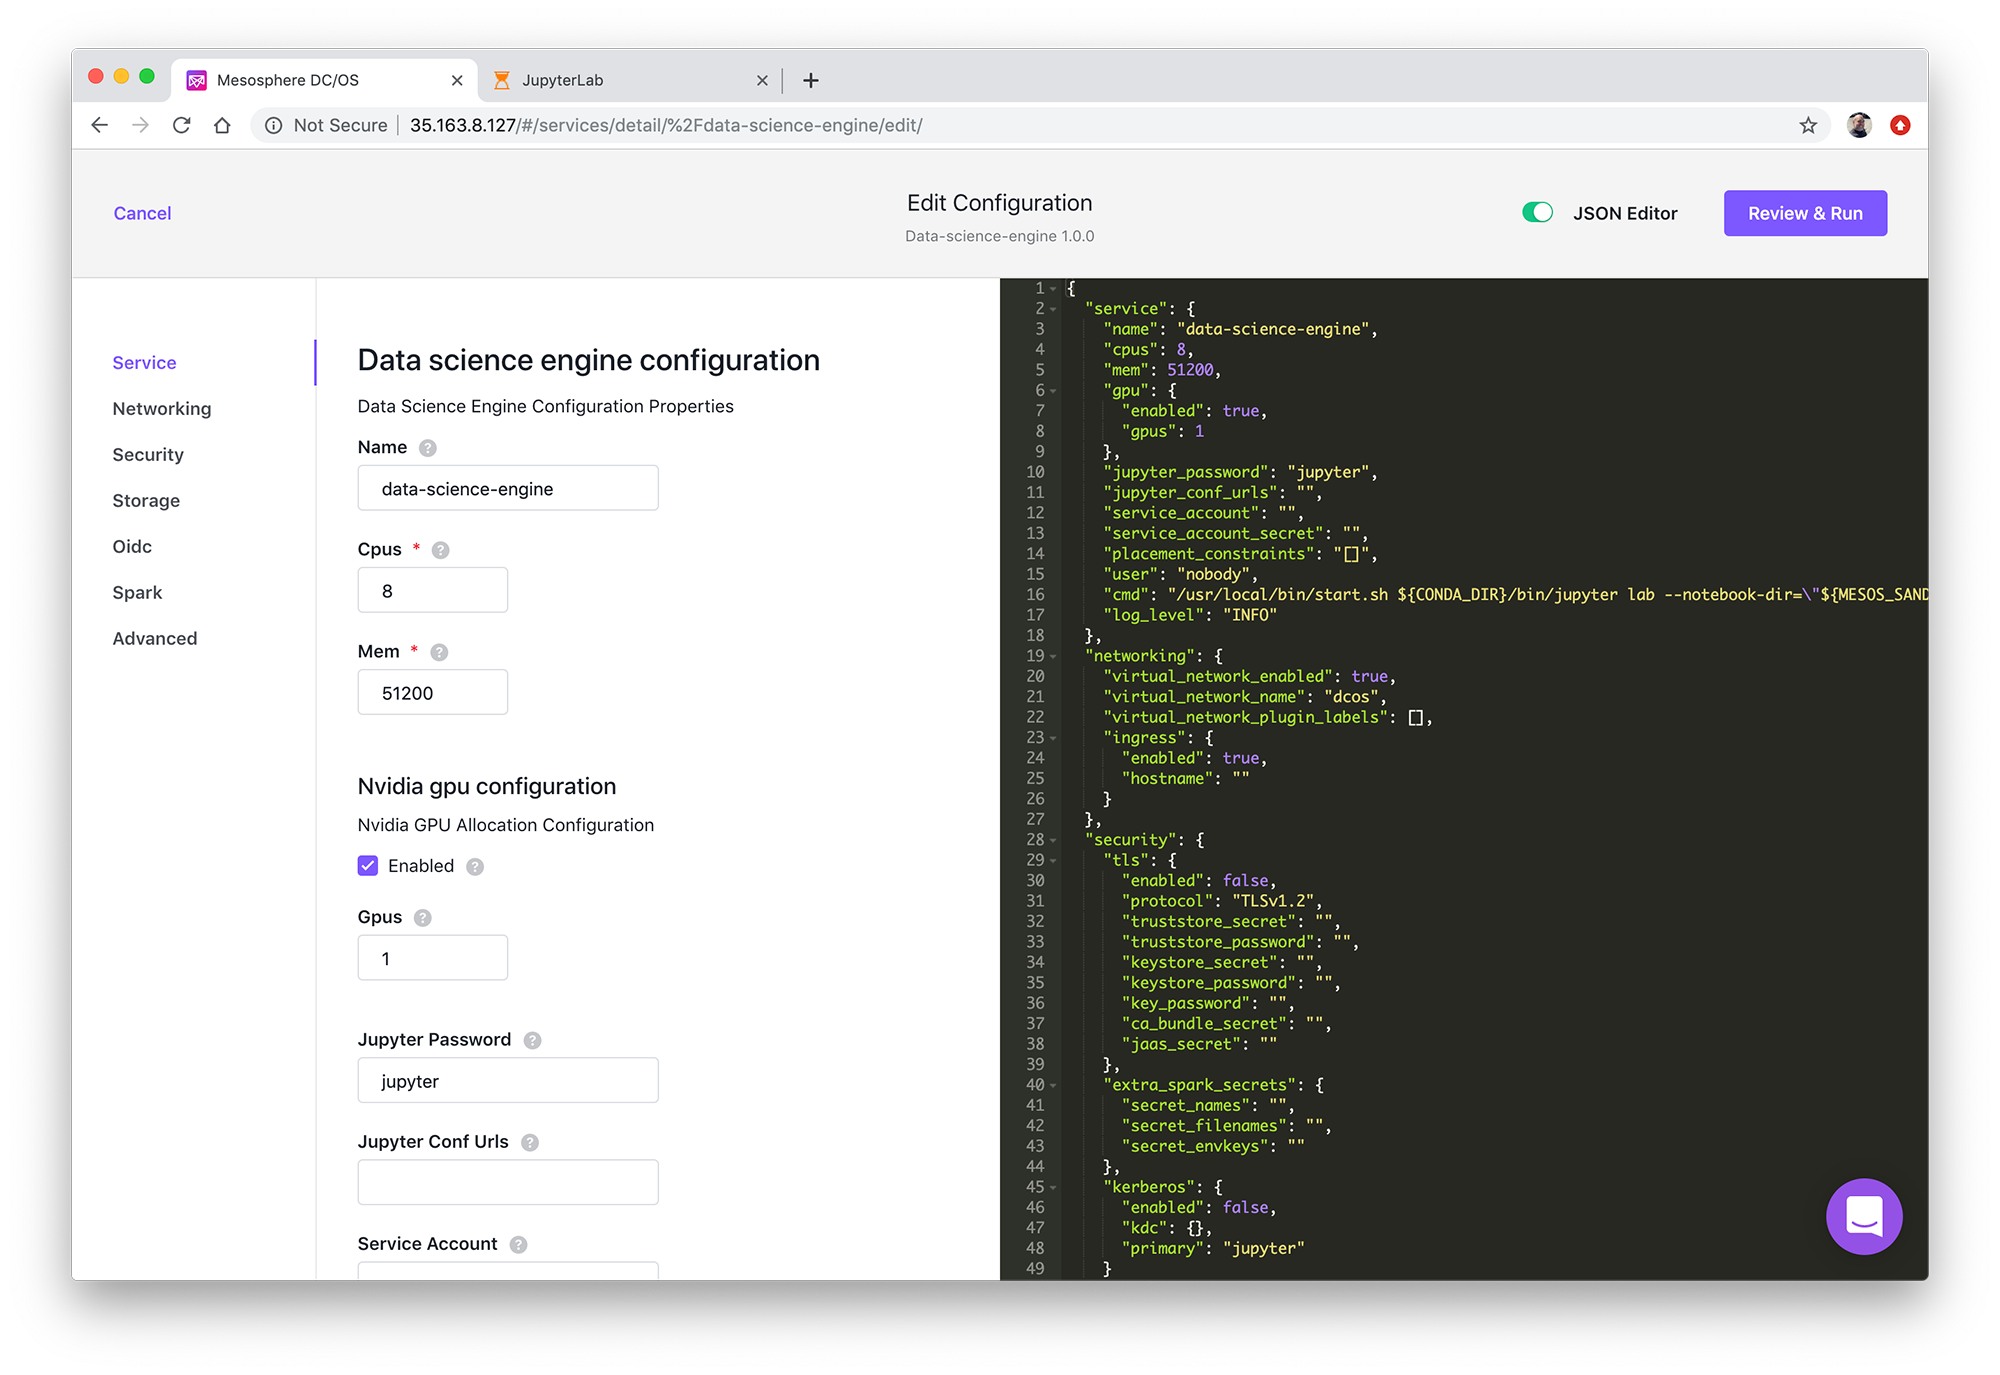 Mesosphere DC/OS
JupyterLab
Not Secure
35.163.8.127/#/services/detail/%2Fdata-science-engine/edit/
Cancel
Edit Configuration
Data-science-engine 1.0.0
JSON Editor
Review & Run
Service
Networking
Security
Storage
Oidc
Spark
Advanced
Data science engine configuration
Data Science Engine Configuration Properties
Name ?
data-science-engine
Cpus * ?
8
Mem * ?
51200
Nvidia gpu configuration
Nvidia GPU Allocation Configuration
Enabled ?
Gpus ?
1
Jupyter Password ?
jupyter
Jupyter Conf Urls ?
Service Account ?
1 {
2 "service": {
3 "name": "data-science-engine",
4 "cpus": 8,
5 "mem": 51200,
6 "gpu": {
7 "enabled": true,
8 "gpus": 1
9 },
10 "jupyter_password": "jupyter",
11 "jupyter_conf_urls": "",
12 "service_account": "",
13 "service_account_secret": "",
14 "placement_constraints": "[]",
15 "user": "nobody",
16 "cmd": "/usr/local/bin/start.sh ${CONDA_DIR}/bin/jupyter lab --notebook-dir=\"${MESOS_SAND
17 "log_level": "INFO"
18 },
19 "networking": {
20 "virtual_network_enabled": true,
21 "virtual_network_name": "dcos",
22 "virtual_network_plugin_labels": [],
23 "ingress": {
24 "enabled": true,
25 "hostname": ""
26 }
27 },
28 "security": {
29 "tls": {
30 "enabled": false,
31 "protocol": "TLSv1.2",
32 "truststore_secret": "",
33 "truststore_password": "",
34 "keystore_secret": "",
35 "keystore_password": "",
36 "key_password": "",
37 "ca_bundle_secret": "",
38 "jaas_secret": ""
39 },
40 "extra_spark_secrets": {
41 "secret_names": "",
42 "secret_filenames": "",
43 "secret_envkeys": ""
44 },
45 "kerberos": {
46 "enabled": false,
47 "kdc": {},
48 "primary": "jupyter"
49 }